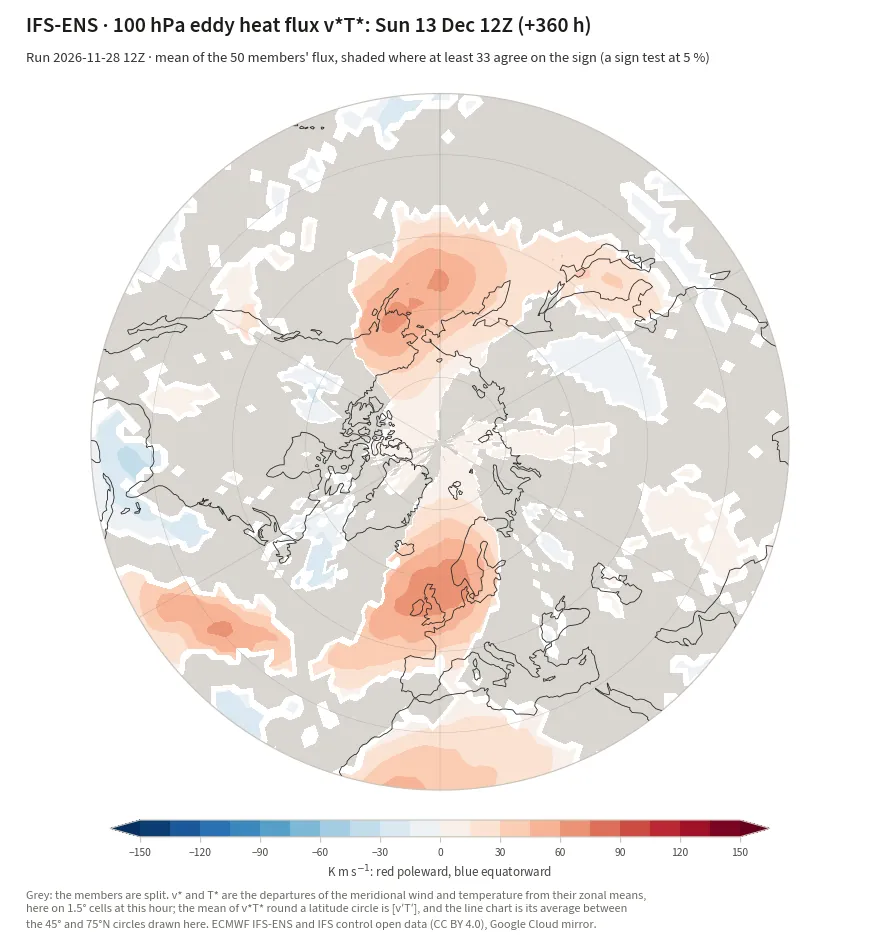 IFS-ENS · 100 hPa eddy heat flux v*T*: Sun 13 Dec 12Z (+360 h)
Run 2026-11-28 12Z · mean of the 50 members' flux, shaded where at least 33 agree on the sign (a sign test at 5 %)
−150 −120 −90 −60 −30 0 30 60 90 120 150
K m s⁻¹: red poleward, blue equatorward
Grey: the members are split. v* and T* are the departures of the meridional wind and temperature from their zonal means,
here on 1.5° cells at this hour; the mean of v*T* round a latitude circle is [v'T'], and the line chart is its average between
the 45° and 75°N circles drawn here. ECMWF IFS-ENS and IFS control open data (CC BY 4.0), Google Cloud mirror.